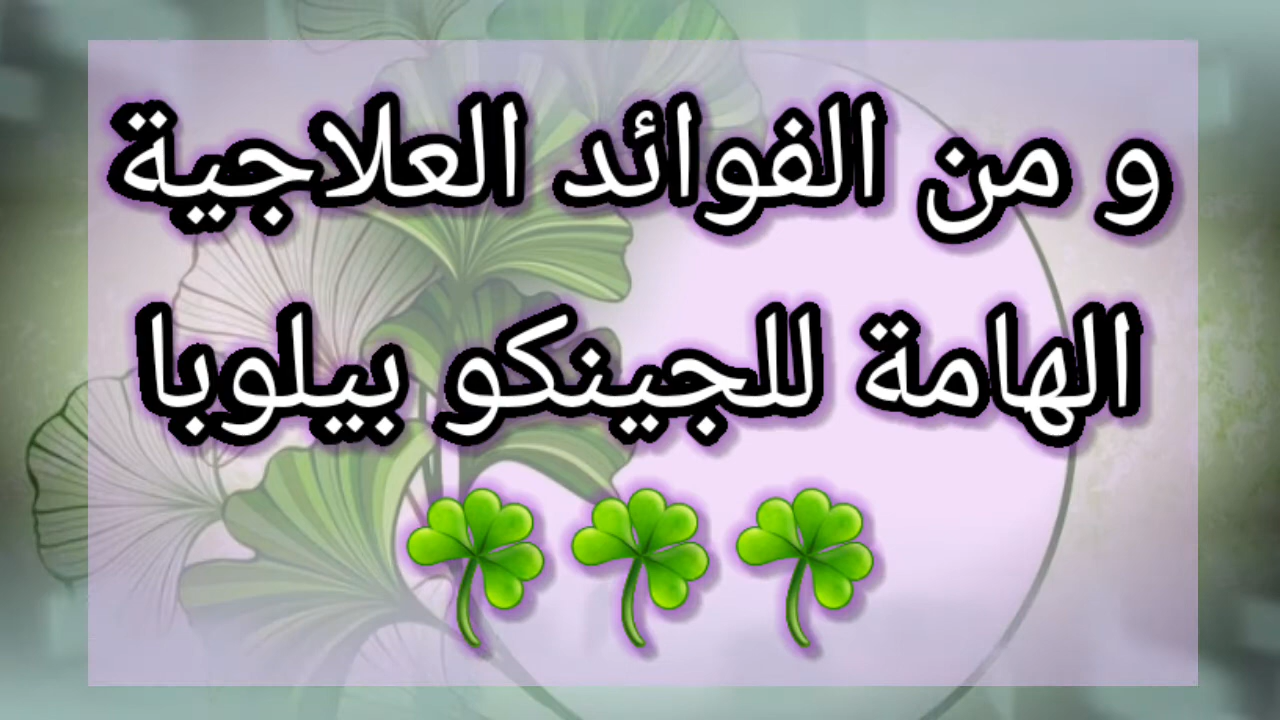 و من الفوائد العلاجية
الهامة للجينكو بيلوبا
☘☘☘